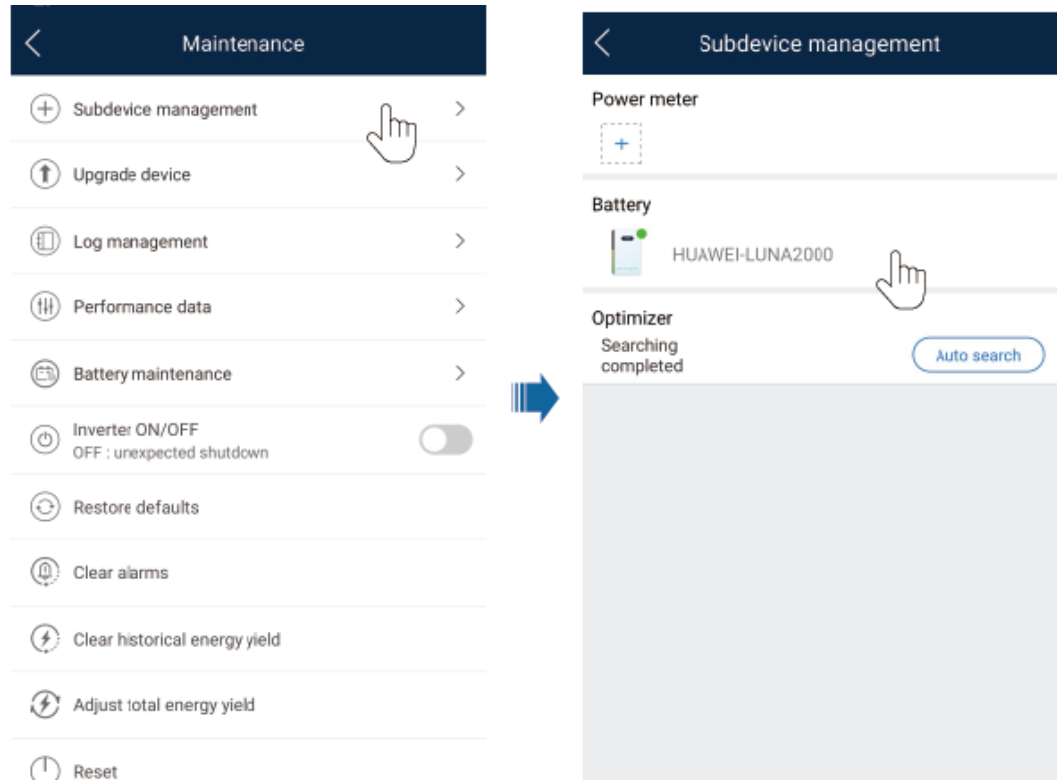 Maintenance
Subdevice management
Upgrade device
Log management
Performance data
Battery maintenance
Inverter ON/OFF
OFF : unexpected shutdown
Restore defaults
Clear alarms
Clear historical energy yield
Adjust total energy yield
Reset
Subdevice management
Power meter
+
Battery
HUAWEI-LUNA2000
Optimizer
Searching
completed
Auto search